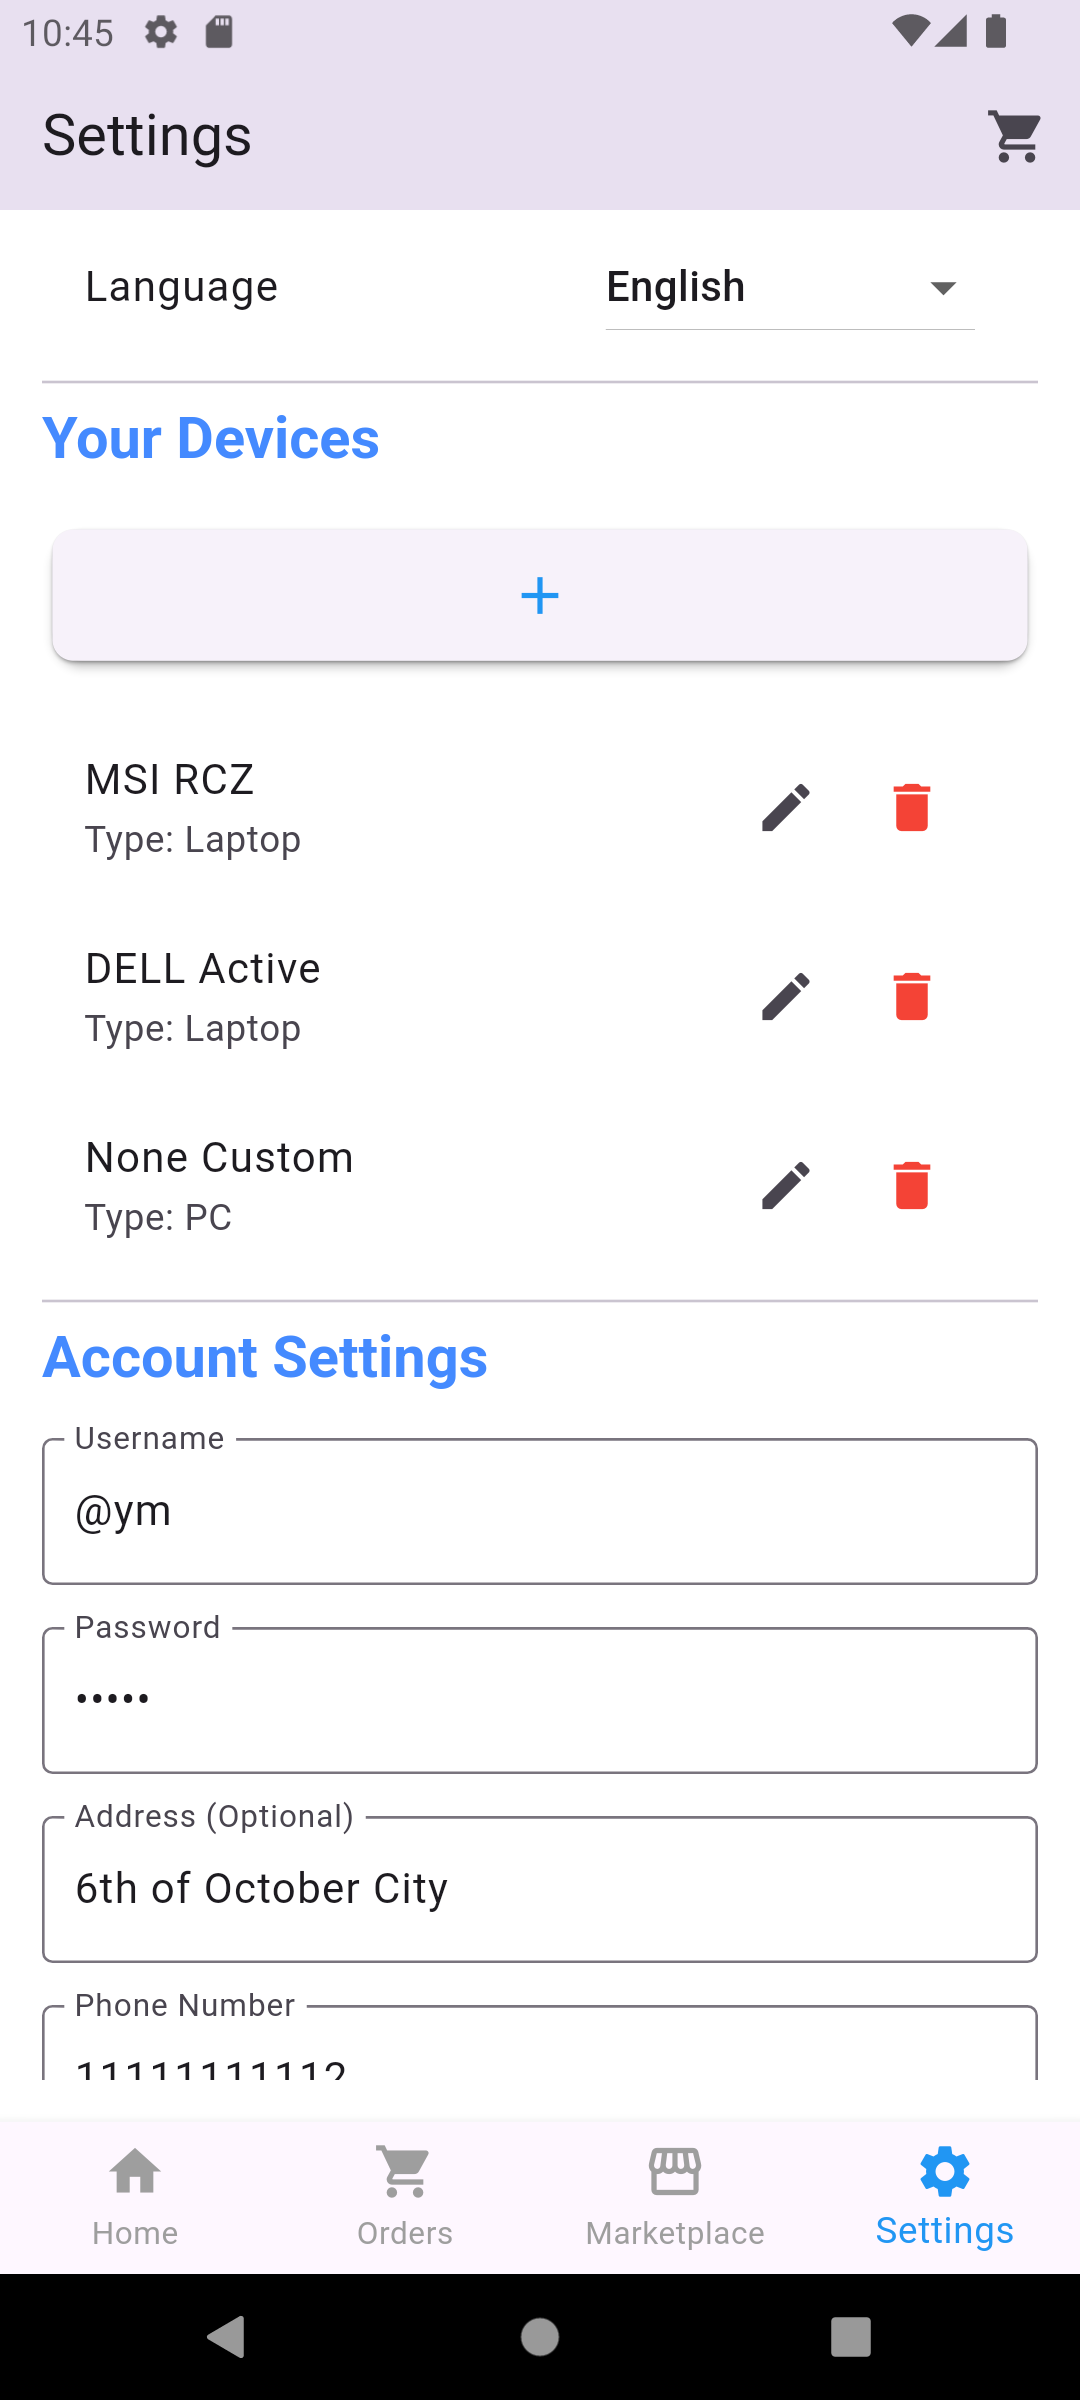 10:45
Settings
Language
English
Your Devices
+
MSI RCZ
Type: Laptop
DELL Active
Type: Laptop
None Custom
Type: PC
Account Settings
Username
@ym
Password
•••••
Address (Optional)
6th of October City
Phone Number
11111111112
Home
Orders
Marketplace
Settings